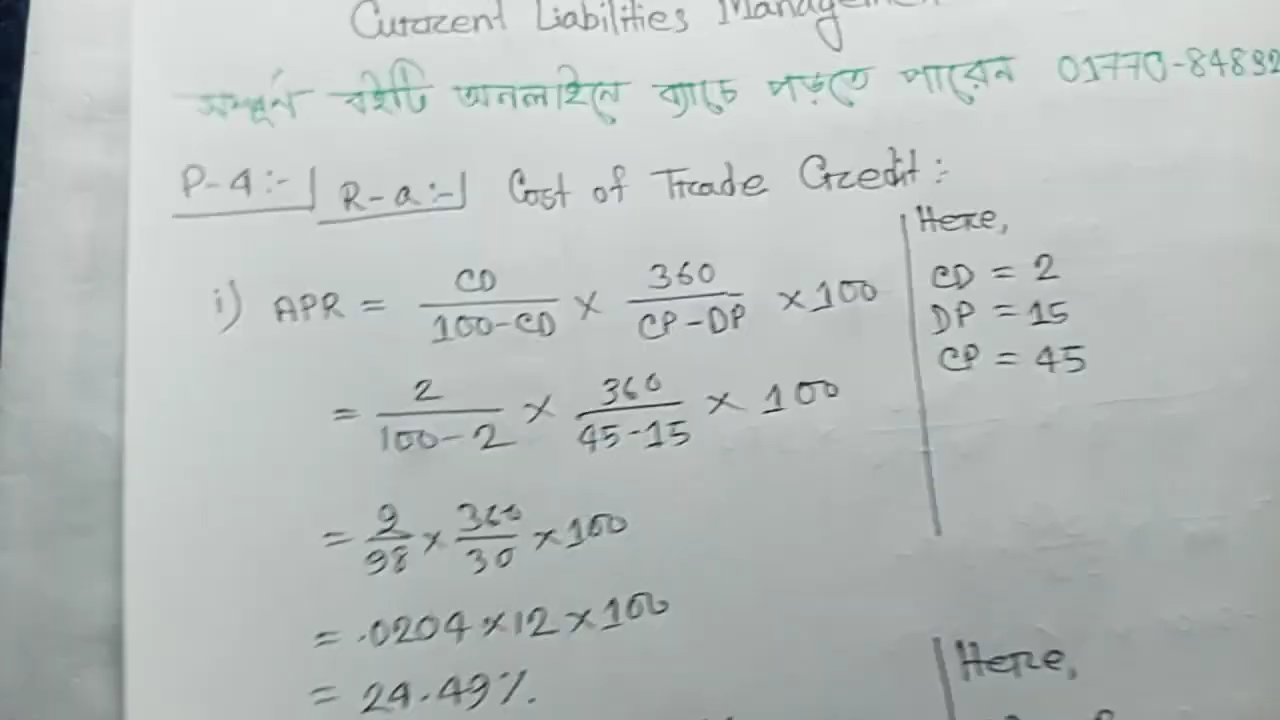 Current Liabilities Management
সম্পূর্ণ বইটি অনলাইনে ব্যাচে পড়তে পারেন 01770-84892
P-4:- R-a:- Cost of Trade Credit:
i) APR = CD/100-CD × 360/CP-DP × 100
= 2/100-2 × 360/45-15 × 100
= 2/98 × 360/30 × 100
= .0204 × 12 × 100
= 24.49%.
Here,
CD = 2
DP = 15
CP = 45
Here,